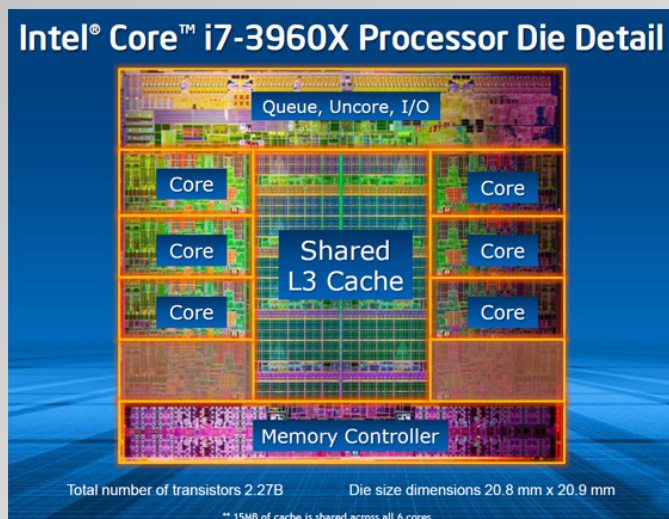 Intel® Core™ i7-3960X Processor Die Detail
Queue, Uncore, I/O
Core
Core
Core
Shared
L3 Cache
Core
Core
Core
Memory Controller
Total number of transistors 2.27B
Die size dimensions 20.8 mm x 20.9 mm
** 15MB of cache is shared across all 6 cores